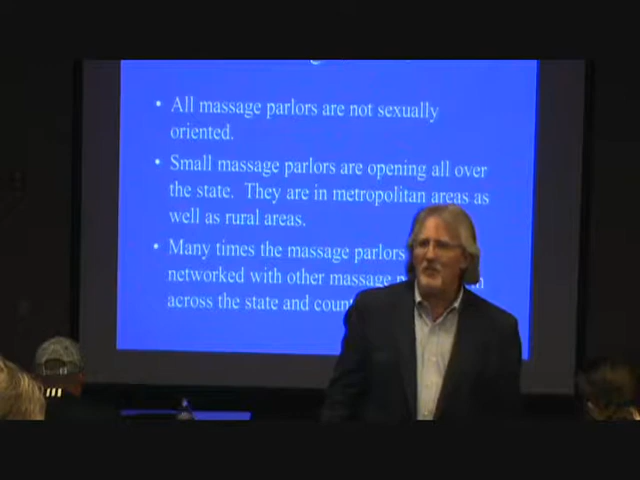 • All massage parlors are not sexually
oriented.
• Small massage parlors are opening all over
the state. They are in metropolitan areas as
well as rural areas.
• Many times the massage parlors
networked with other massage
across the state and